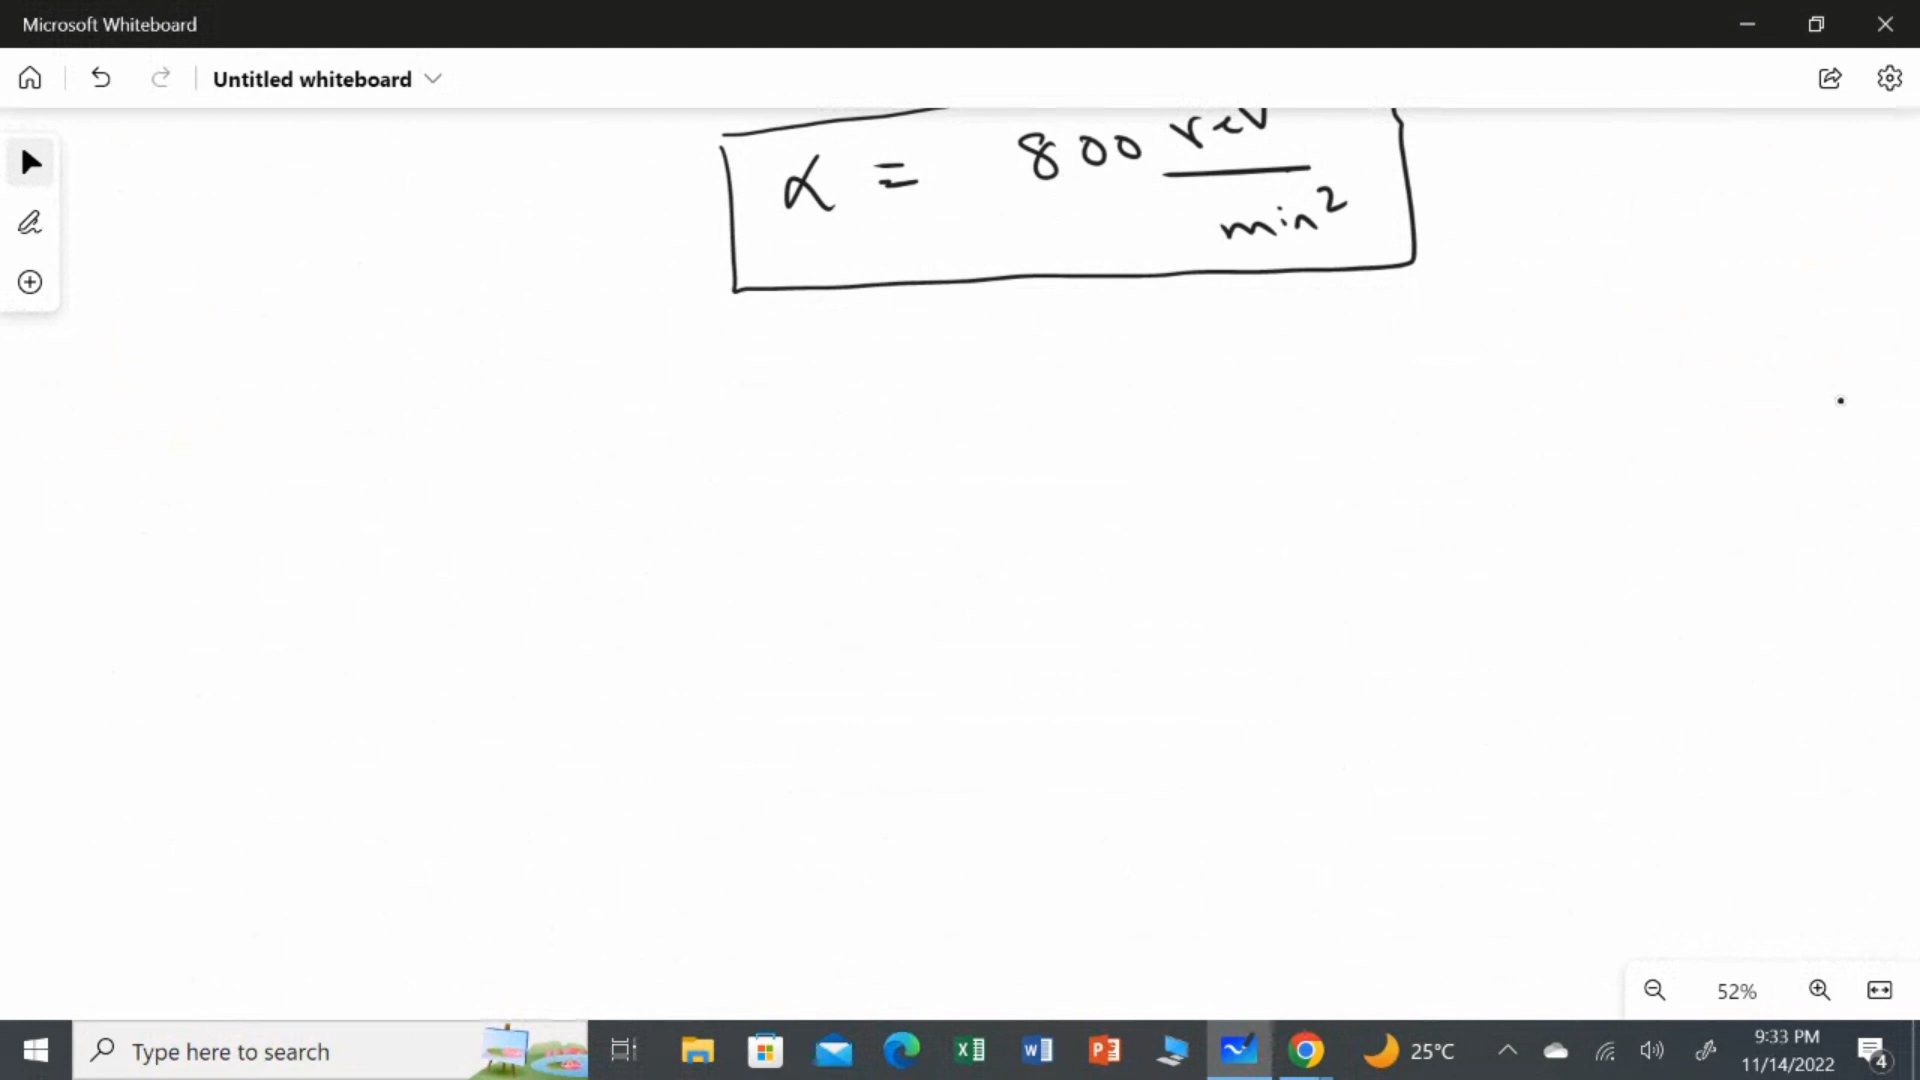 Microsoft Whiteboard
Untitled whiteboard
α = 800 rev
min²
52%
Type here to search
25°C
9:33 PM
11/14/2022
4